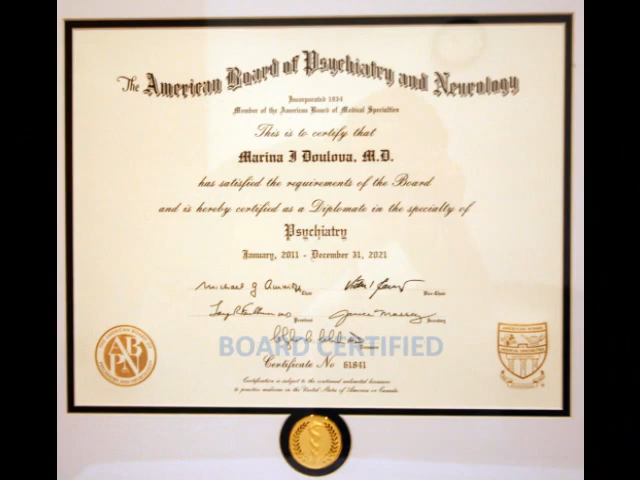 The American Board of Psychiatry and Neurology
Incorporated 1934
Member of the American Board of Medical Specialties
This is to certify that
Marina I Doulova, M.D.
has satisfied the requirements of the Board
and is hereby certified as a Diplomate in the specialty of
Psychiatry
January, 2011 - December 31, 2021
Chair
Vice-Chair
President
Secretary
BOARD CERTIFIED
Certificate No 61841
Certification is subject to the continued unlimited licensure
to practice medicine in the United States of America or Canada.
ABPN